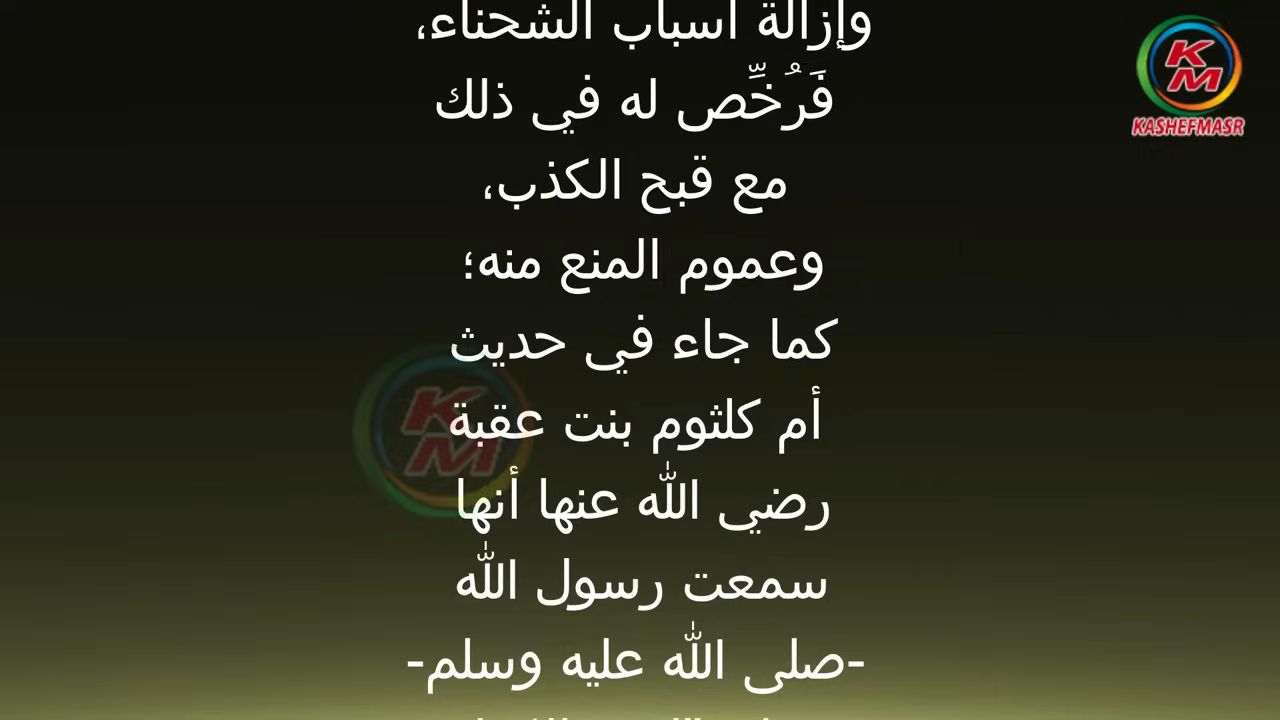 وإزالة أسباب الشحناء،
فَرُخِّص له في ذلك
مع قبح الكذب،
وعموم المنع منه؛
كما جاء في حديث
أم كلثوم بنت عقبة
رضي الله عنها أنها
سمعت رسول الله
-صلى الله عليه وسلم-
KM
KASHEFMASR
KM